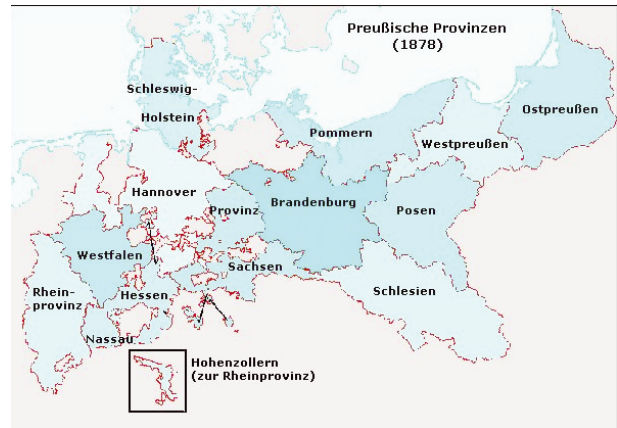 Preußische Provinzen
(1878)
Schleswig-
Holstein
Ostpreußen
Pommern
Westpreußen
Hannover
Provinz
Brandenburg
Posen
Westfalen
Sachsen
Rhein-
provinz
Hessen
Schlesien
Nassau
Hohenzollern
(zur Rheinprovinz)